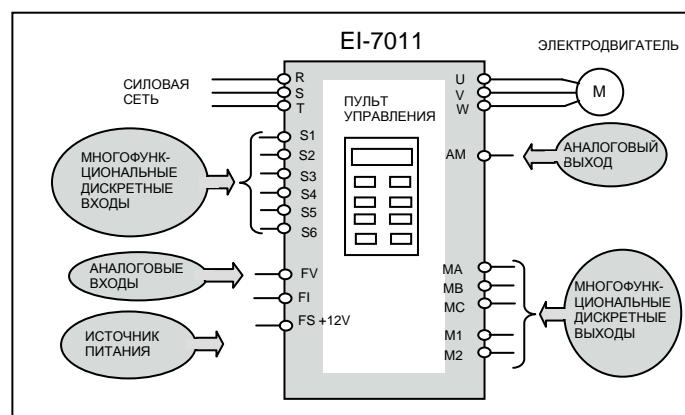 EI-7011
ЭЛЕКТРОДВИГАТЕЛЬ
СИЛОВАЯ
СЕТЬ
R
S
T
ПУЛЬТ
УПРАВЛЕНИЯ
U
V
W
М
МНОГОФУНК-
ЦИОНАЛЬНЫЕ
ДИСКРЕТНЫЕ
ВХОДЫ
S1
S2
S3
S4
S5
S6
AM
АНАЛОГОВЫЙ
ВЫХОД
АНАЛОГОВЫЕ
ВХОДЫ
FV
FI
FS +12V
ИСТОЧНИК
ПИТАНИЯ
MA
MB
MC
M1
M2
МНОГОФУНК-
ЦИОНАЛЬНЫЕ
ДИСКРЕТНЫЕ
ВЫХОДЫ